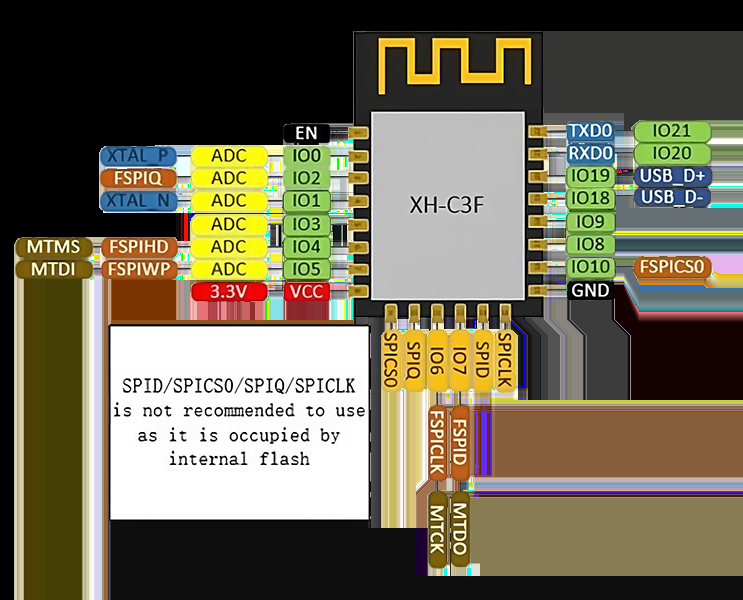 EN TXD0 IO21
XTAL_P ADC IO0 RXD0 IO20
FSPIQ ADC IO2 IO19 USB_D+
XTAL_N ADC IO1 XH-C3F IO18 USB_D-
ADC IO3 IO9
MTMS FSPIHD ADC IO4 IO8
MTDI FSPIWP ADC IO5 IO10 FSPICS0
3.3V VCC GND
SPICS0 SPIQ IO6 IO7 SPID SPICLK
FSPICLK FSPID
MTCK MTDO
SPID/SPICS0/SPIQ/SPICLK
is not recommended to use
as it is occupied by
internal flash